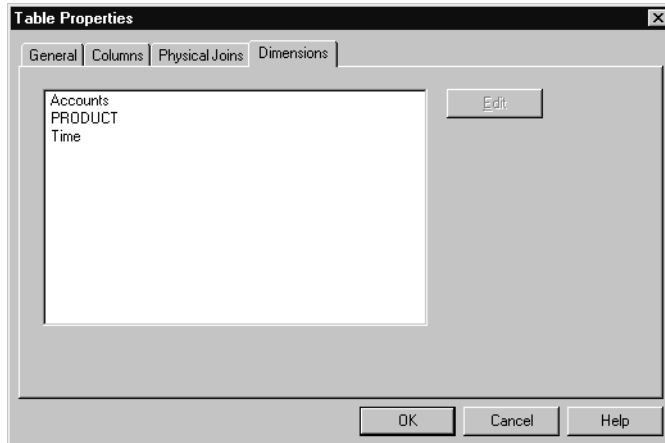 Table Properties
General Columns Physical Joins Dimensions
Accounts
PRODUCT
Time
Edit
OK Cancel Help